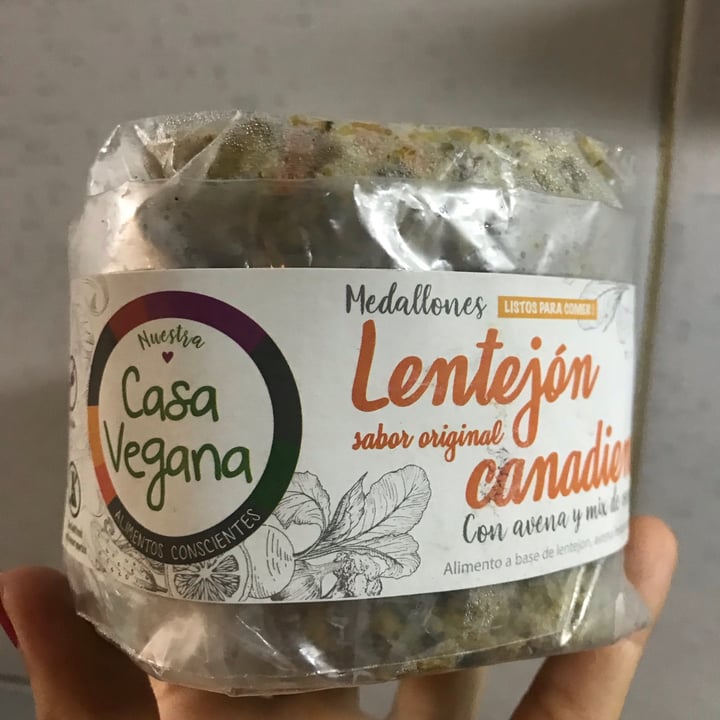 Nuestra
Casa
Vegana
ALIMENTOS CONSCIENTES
Medallones
LISTOS PARA COMER!
Lentejón
sabor original
canadien
Con avena y mix de
Alimento a base de lentejón,